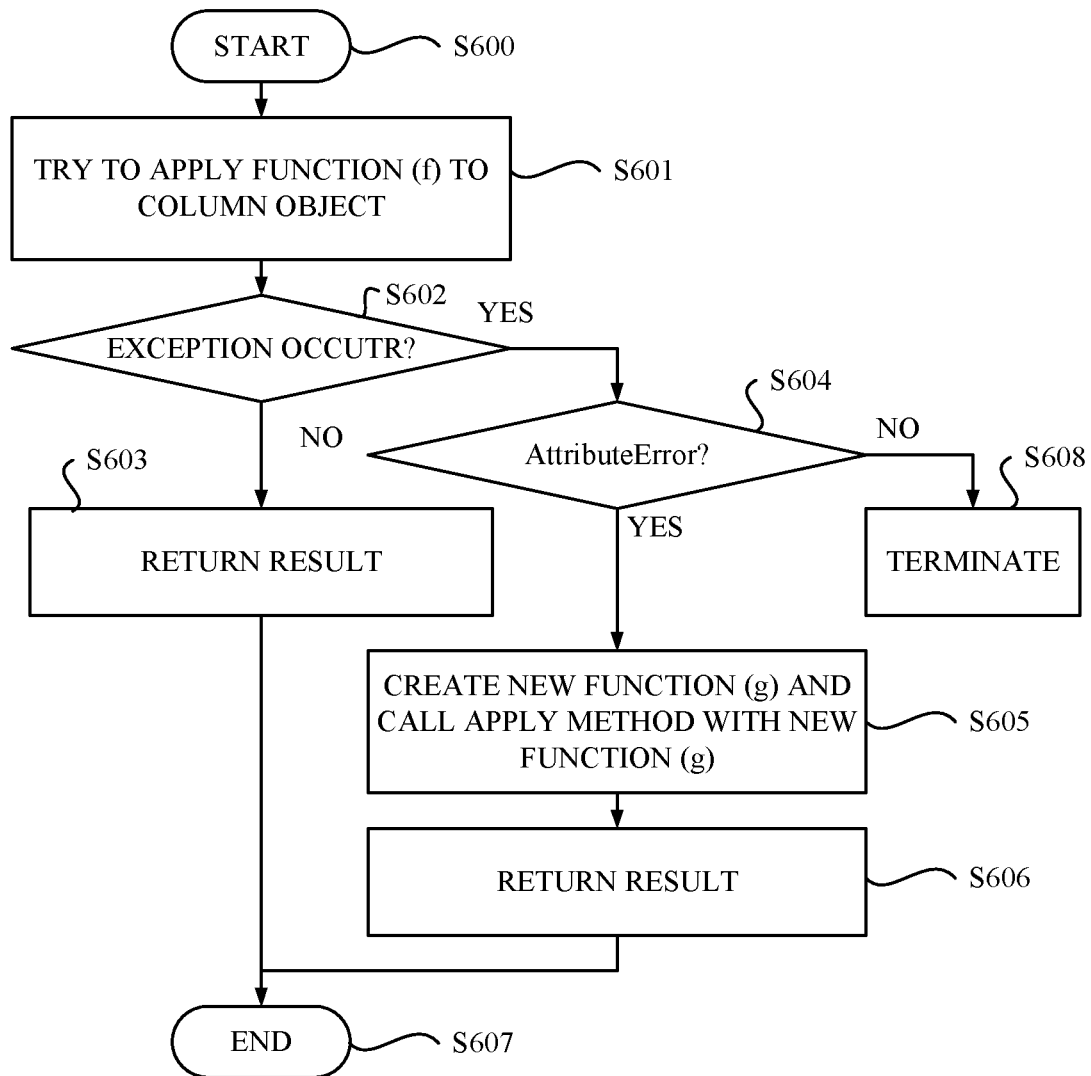 START
S600
TRY TO APPLY FUNCTION (f) TO
COLUMN OBJECT
S601
S602
YES
EXCEPTION OCCUTR?
S604
NO
NO
S603
AttributeError?
S608
YES
RETURN RESULT
TERMINATE
CREATE NEW FUNCTION (g) AND
CALL APPLY METHOD WITH NEW
FUNCTION (g)
S605
RETURN RESULT
S606
END
S607